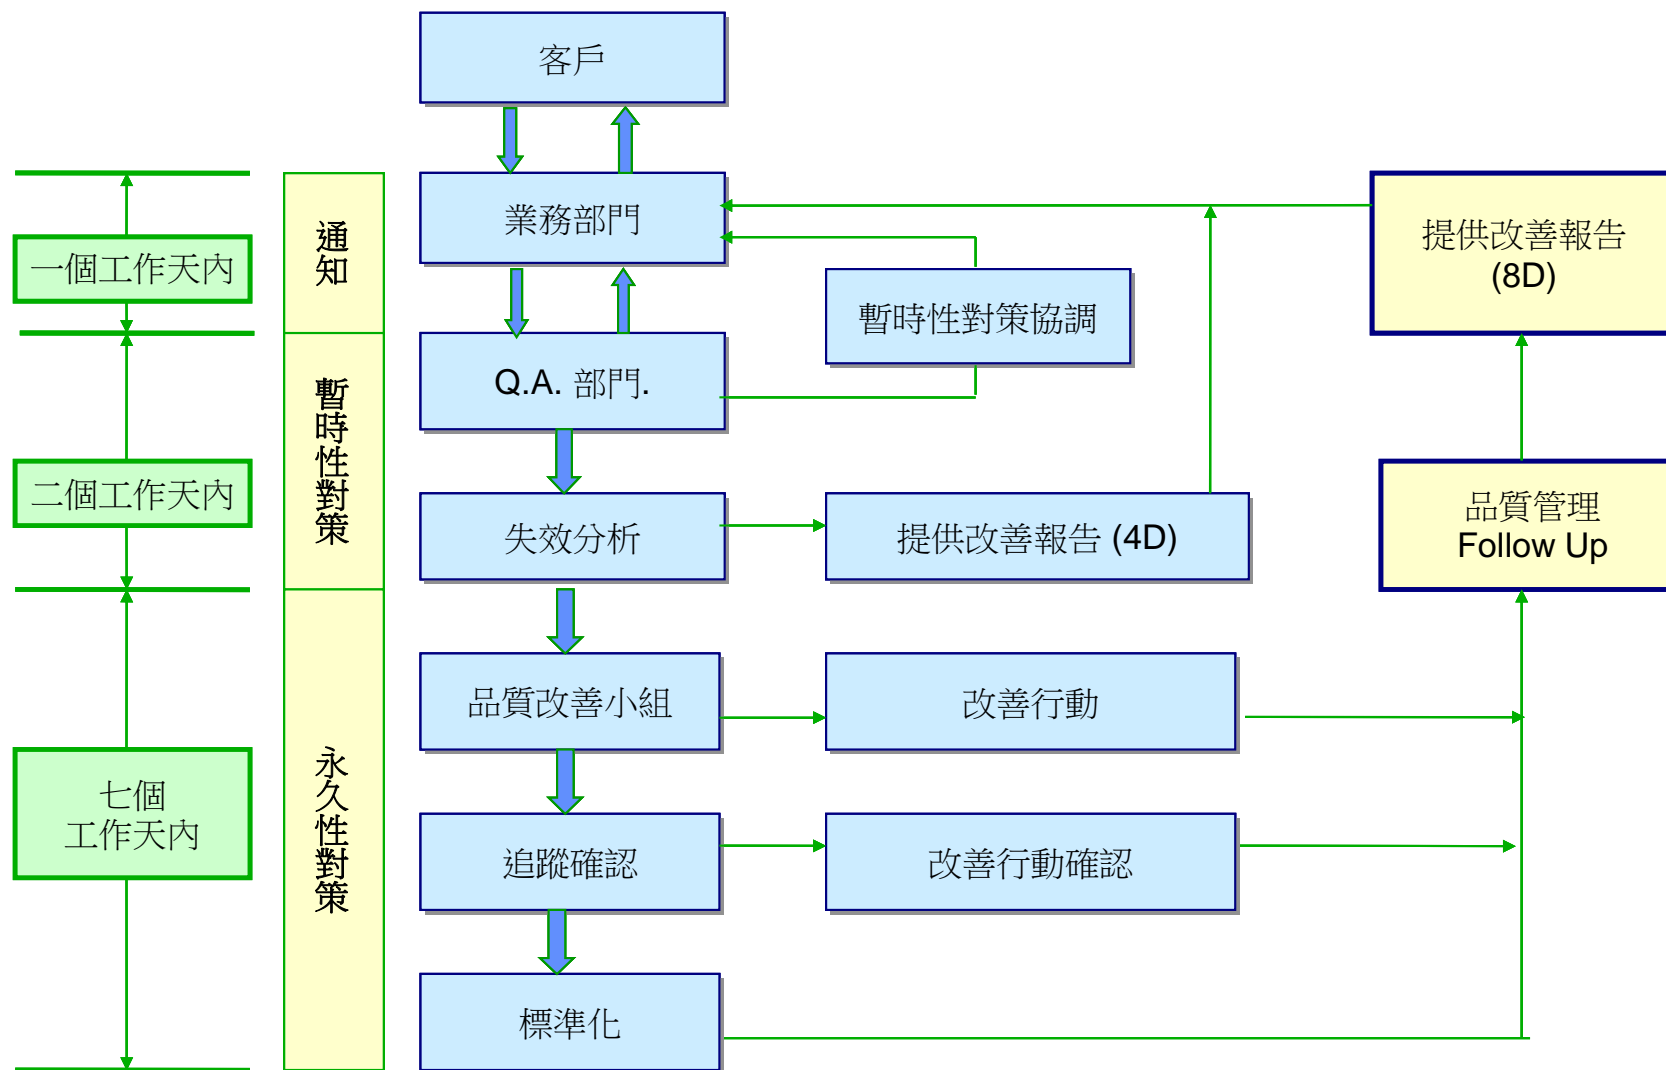 客戶
業務部門
通
知
一個工作天內
提供改善報告
(8D)
暫時性對策協調
Q.A. 部門.
暫
時
性
對
策
二個工作天內
失效分析
提供改善報告 (4D)
品質管理
Follow Up
品質改善小組
改善行動
七個
工作天內
永
久
性
對
策
追蹤確認
改善行動確認
標準化